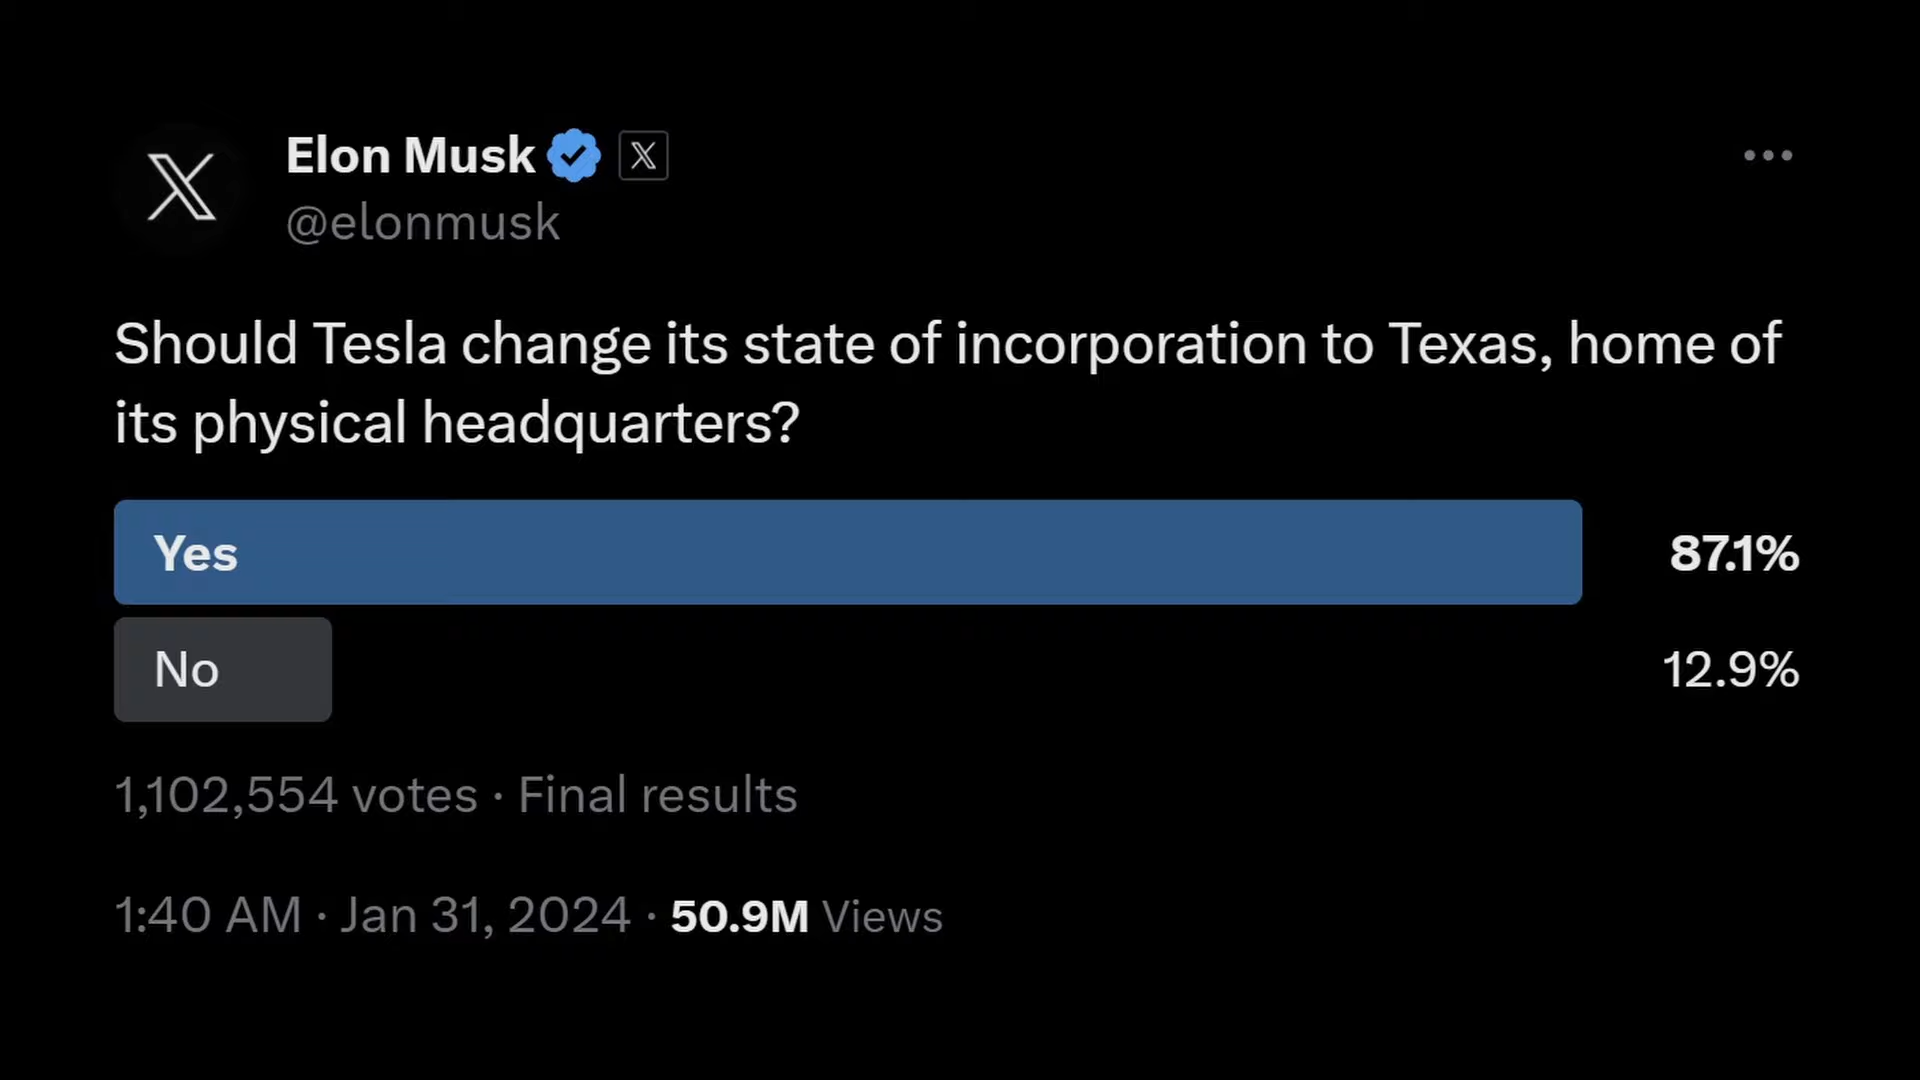 Elon Musk
@elonmusk
Should Tesla change its state of incorporation to Texas, home of
its physical headquarters?
Yes 87.1%
No 12.9%
1,102,554 votes · Final results
1:40 AM · Jan 31, 2024 · 50.9M Views